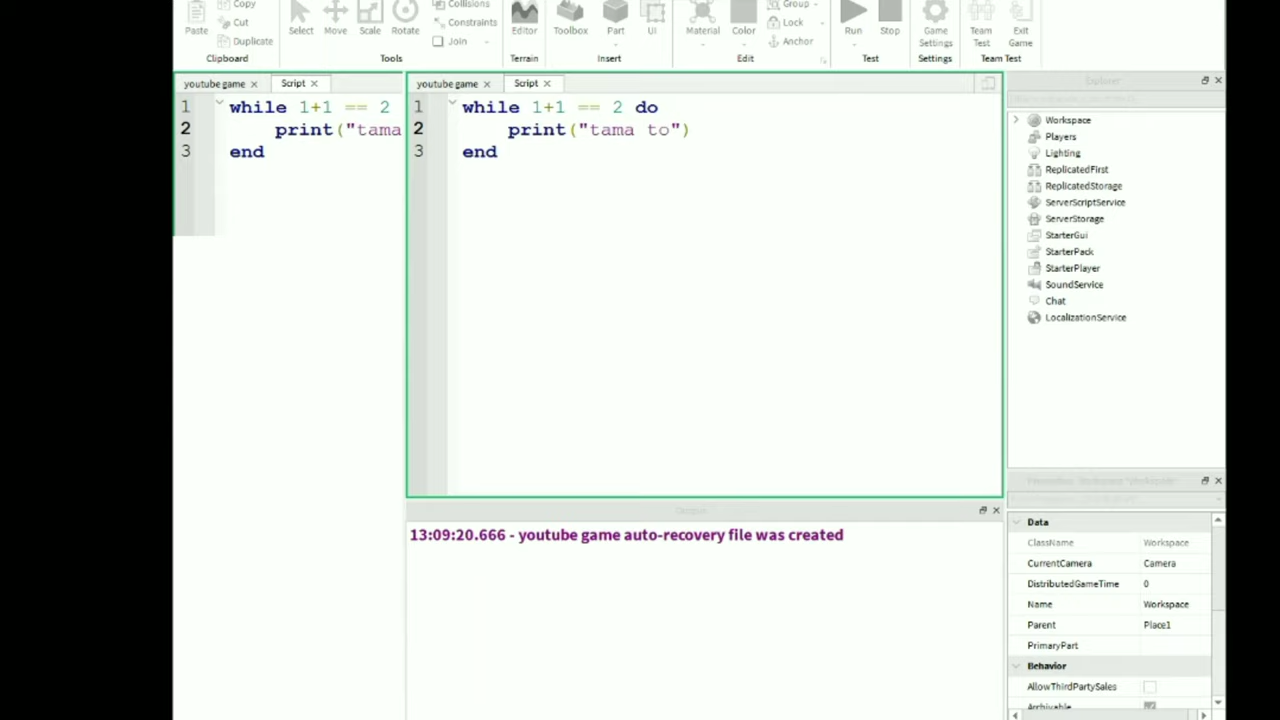 Copy
Collisions
Group
Cut
Constraints
Lock
Paste
Duplicate
Select
Move
Scale
Rotate
Join
Editor
Toolbox
Part
UI
Material
Color
Anchor
Run
Stop
Game
Settings
Team
Test
Exit
Game
Clipboard
Tools
Terrain
Insert
Edit
Test
Settings
Team Test
youtube game
Script
1 while 1+1 == 2
2 print("tama
3 end
youtube game
Script
1 while 1+1 == 2 do
2 print("tama to")
3 end
Output
13:09:20.666 - youtube game auto-recovery file was created
Explorer
Workspace
Players
Lighting
ReplicatedFirst
ReplicatedStorage
ServerScriptService
ServerStorage
StarterGui
StarterPack
StarterPlayer
SoundService
Chat
LocalizationService
Data
ClassName Workspace
CurrentCamera Camera
DistributedGameTime 0
Name Workspace
Parent Place1
PrimaryPart
Behavior
AllowThirdPartySales
Archivable